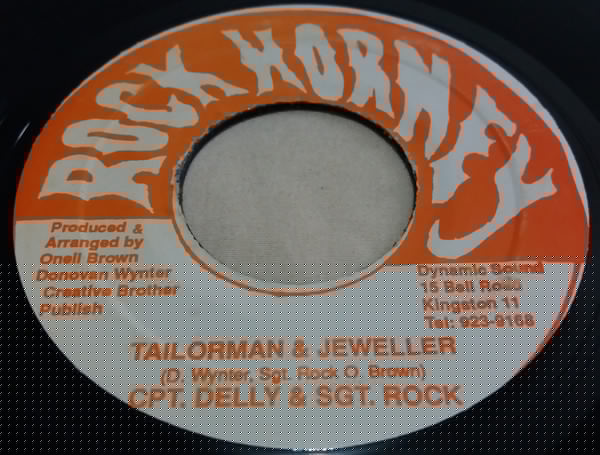 ROCK HORNEY
Produced &
Arranged by
Oneil Brown
Donovan Wynter
Creative Brother
Publish
Dynamic Sound
15 Bell Road
Kingston 11
Tel: 923-9168
TAILORMAN & JEWELLER
(D. Wynter, Sgt. Rock O. Brown)
CPT. DELLY & SGT. ROCK